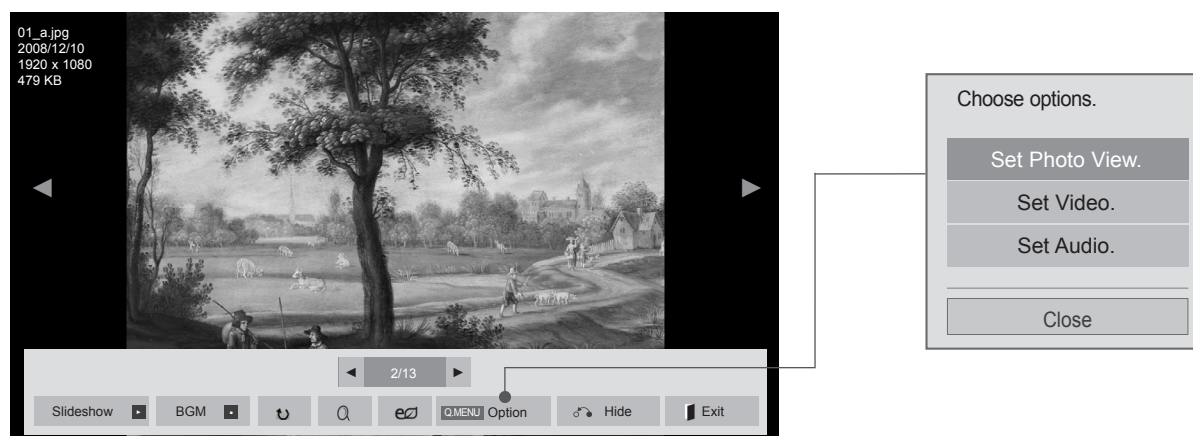 01_a.jpg
2008/12/10
1920 x 1080
479 KB
2/13
Slideshow BGM Q.MENU Option Hide Exit
Choose options.
Set Photo View.
Set Video.
Set Audio.
Close